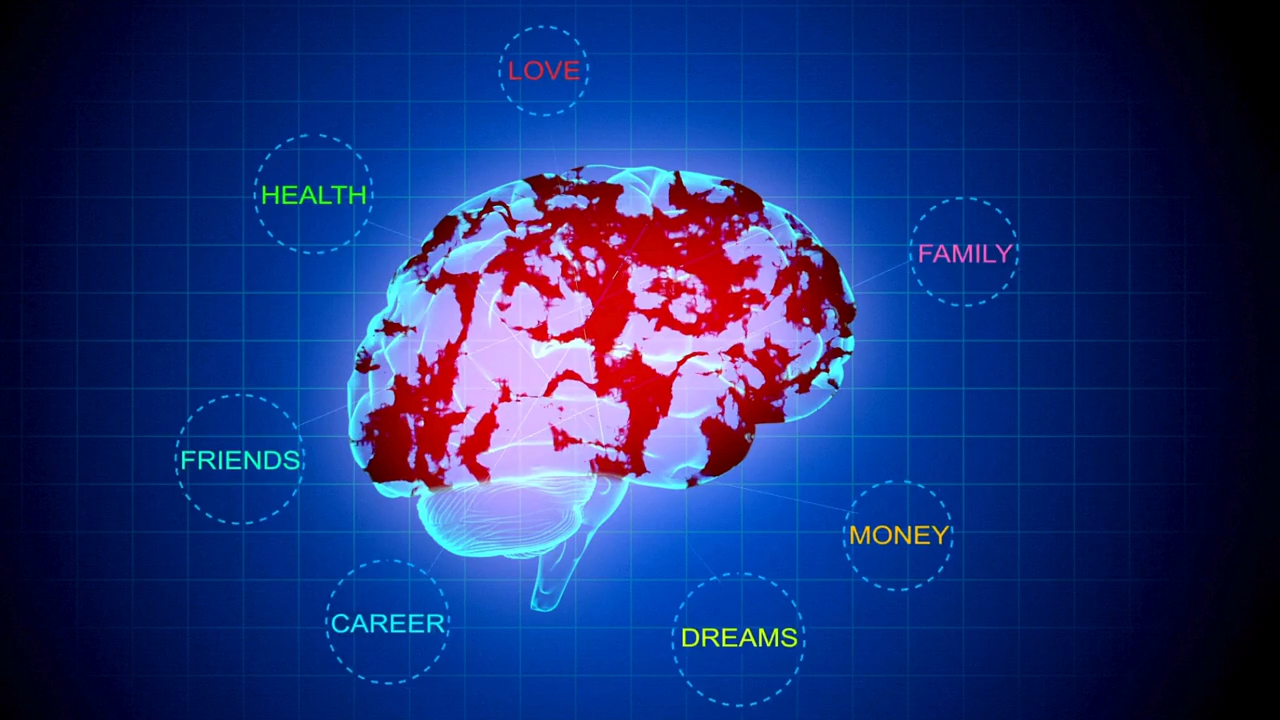 LOVE
HEALTH
FAMILY
FRIENDS
MONEY
CAREER
DREAMS